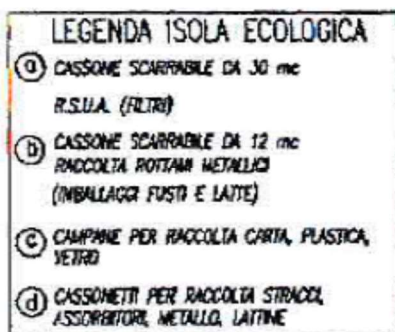 LEGENDA ISOLA ECOLOGICA
a CASSONE SCARRABILE DA 30 mc
R.S.U.A. (FILTRI)
b CASSONE SCARRABILE DA 12 mc
RACCOLTA ROTTAMI METALLICI
(IMBALLAGGI FUSTI E LATTE)
c CAMPANE PER RACCOLTA CARTA, PLASTICA,
VETRO
d CASSONETTI PER RACCOLTA STRACCI,
ASSORBITORI, METALLO, LATTINE